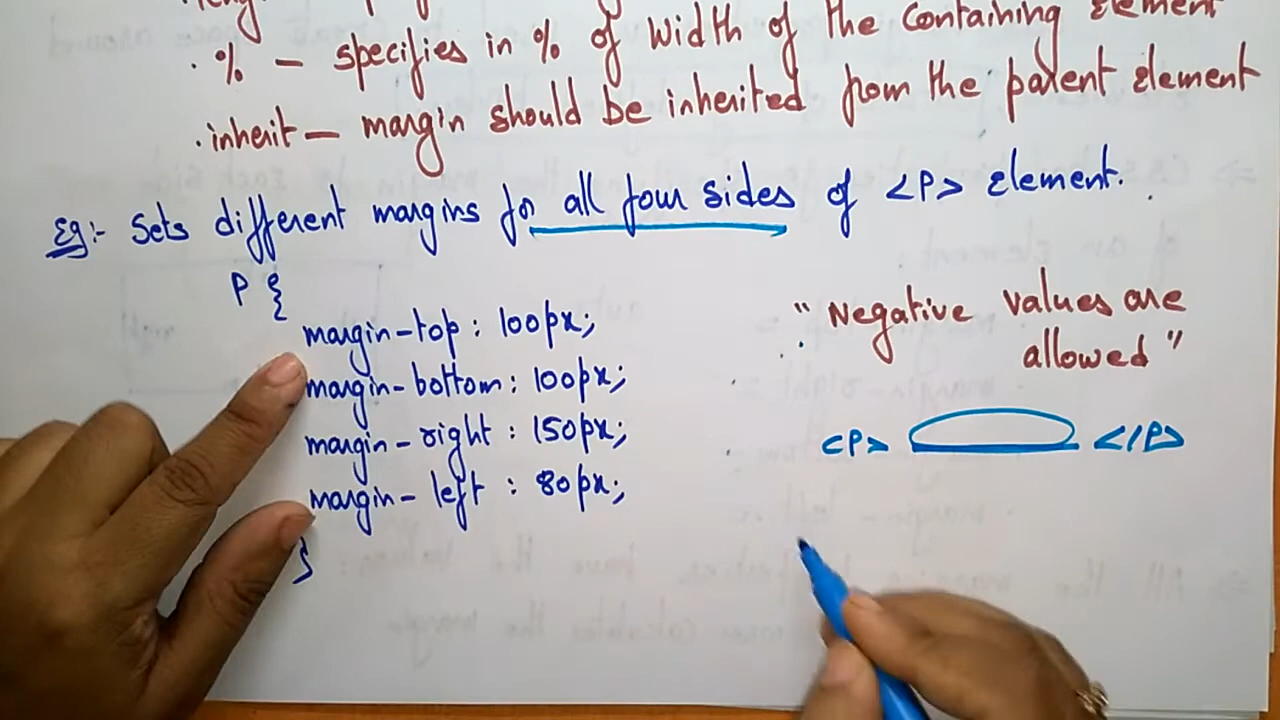 · % – specifies in % of width of the containing Element
· inherit – margin should be inherited from the parent Element
Eg:- Sets different margins for all four sides of <P> Element.
P {
margin-top : 100px;
margin-bottom : 100px;
margin-right : 150px;
margin-left : 80px;
}
"Negative values are
allowed"
<P> </P>